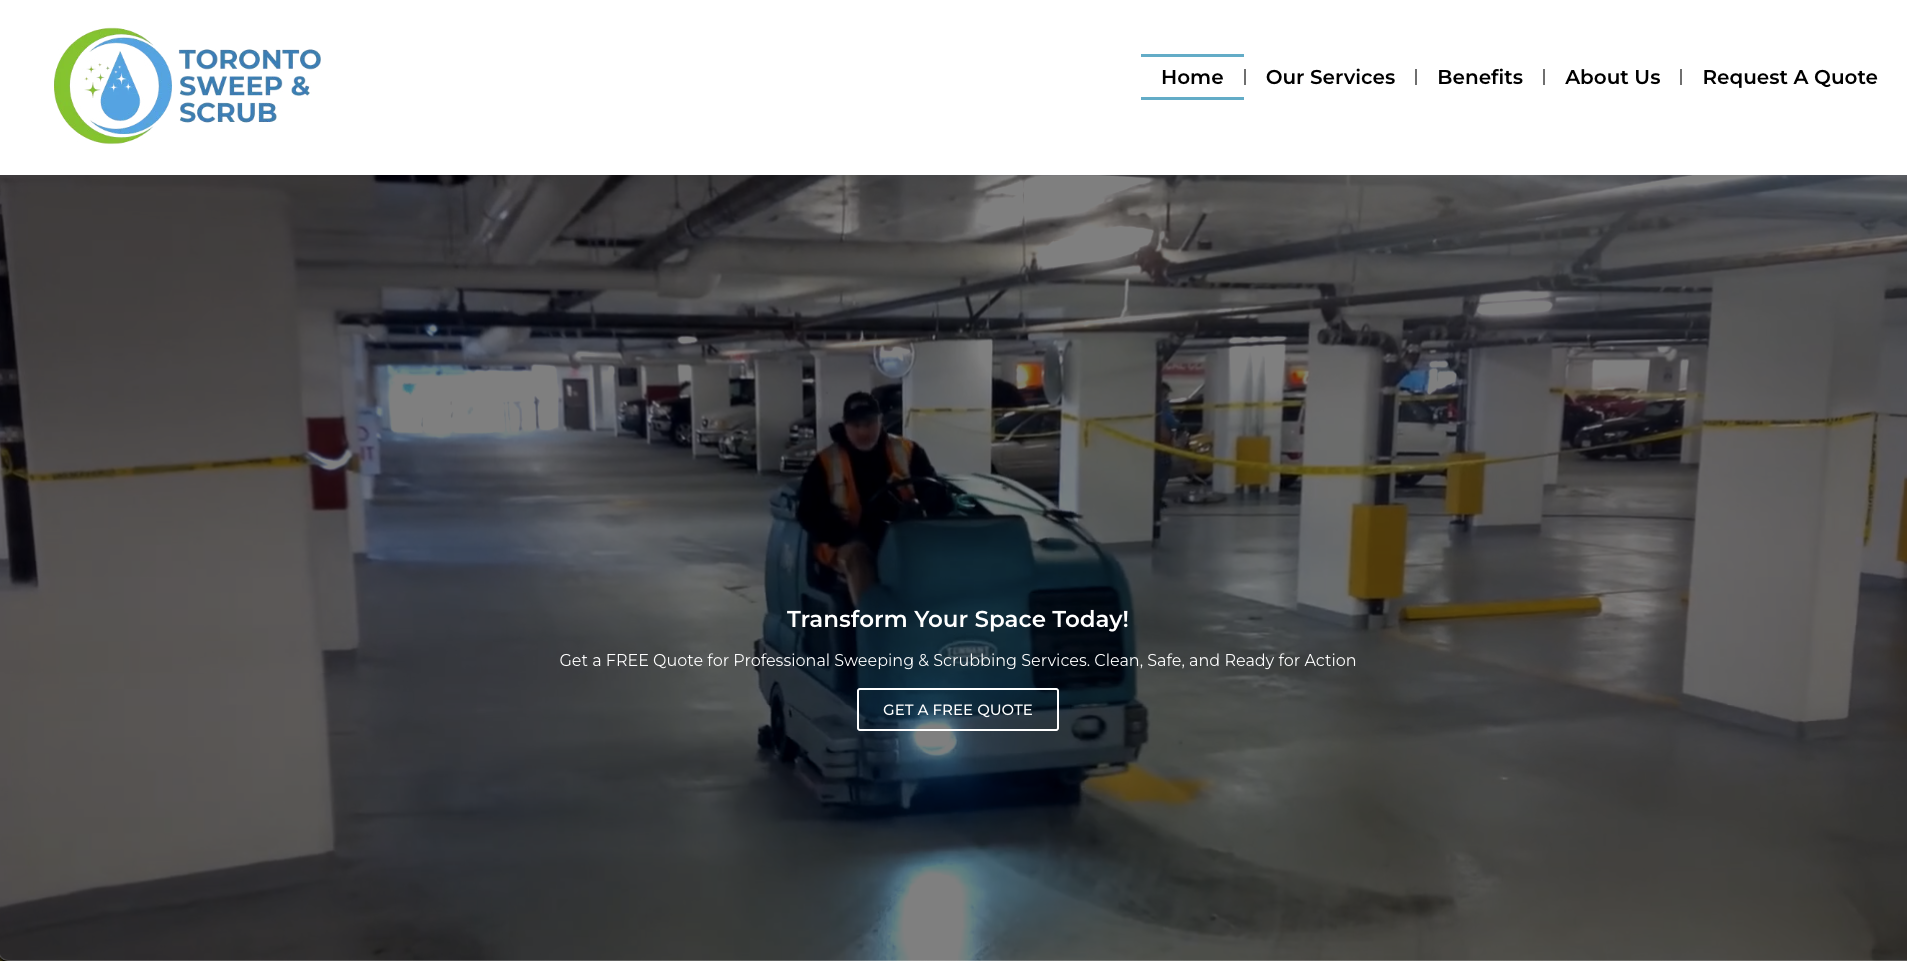 TORONTO
SWEEP &
SCRUB
Home
Our Services
Benefits
About Us
Request A Quote
Transform Your Space Today!
Get a FREE Quote for Professional Sweeping & Scrubbing Services. Clean, Safe, and Ready for Action
GET A FREE QUOTE